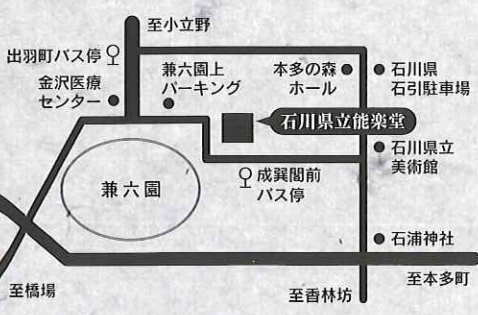 至小立野
出羽町バス停
金沢医療
センター
兼六園上
パーキング
本多の森
ホール
石川県
石引駐車場
石川県立能楽堂
石川県立
美術館
兼六園
成巽閣前
バス停
石浦神社
至本多町
至橋場
至香林坊